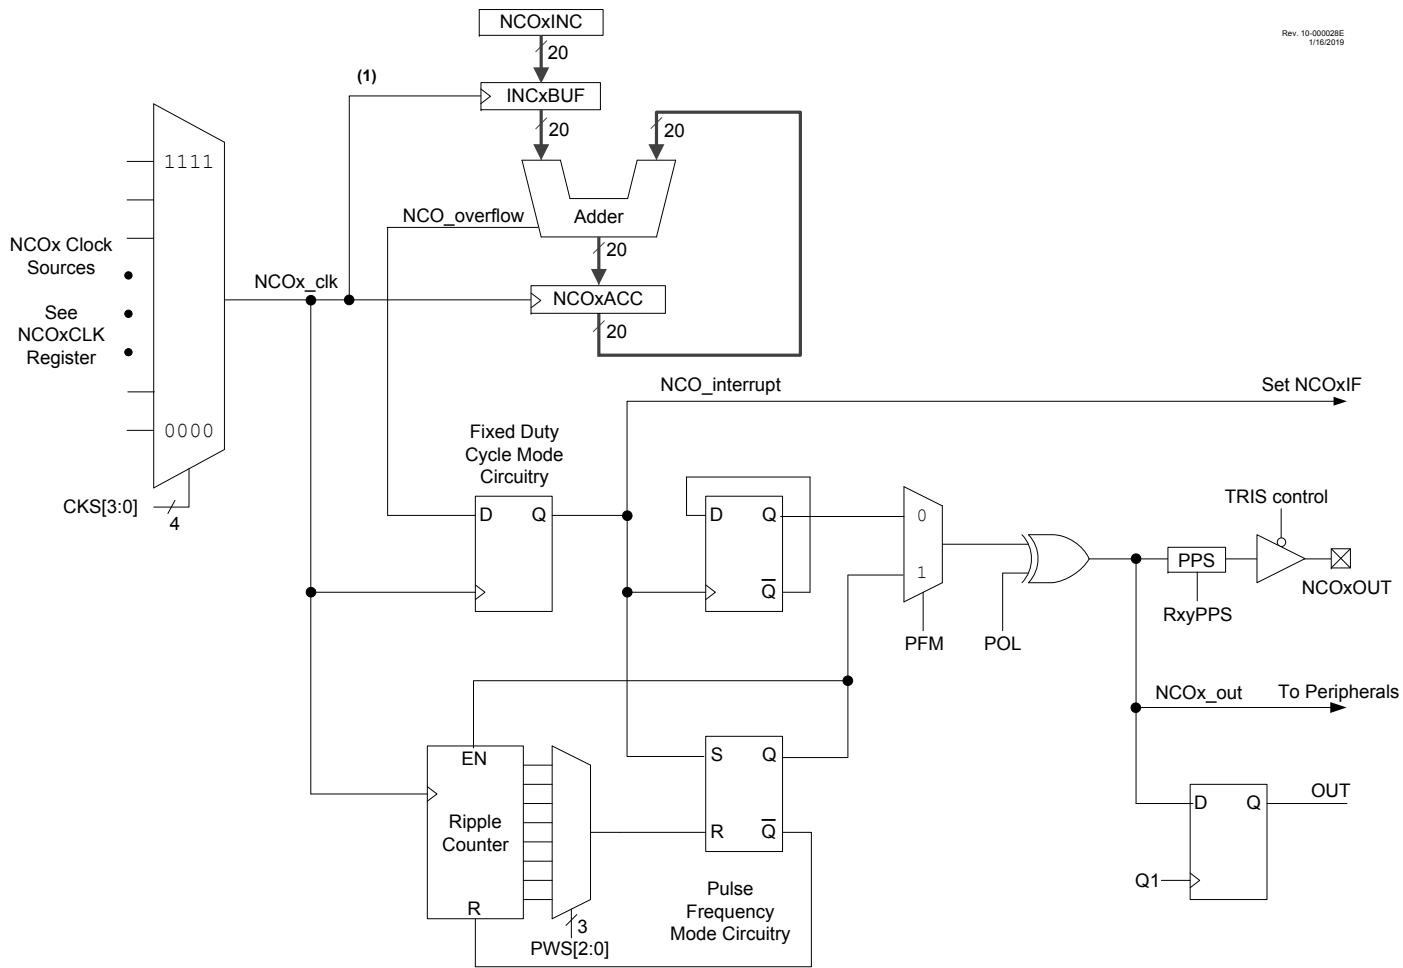 NCOxINC
Rev. 10-000028E
1/16/2019
20
(1)
INCxBUF
20
20
1111
NCO_overflow
Adder
NCOx Clock
Sources
20
NCOx_clk
NCOxACC
See
NCOxCLK
Register
20
NCO_interrupt
Set NCOxIF
0000
Fixed Duty
Cycle Mode
Circuitry
CKS[3:0]
4
D Q
D Q
Q
0
1
TRIS control
PPS
NCOxOUT
RxyPPS
PFM
POL
NCOx_out
To Peripherals
EN
S Q
R Q
Ripple
Counter
R
3
PWS[2:0]
Pulse
Frequency
Mode Circuitry
OUT
D Q
Q1